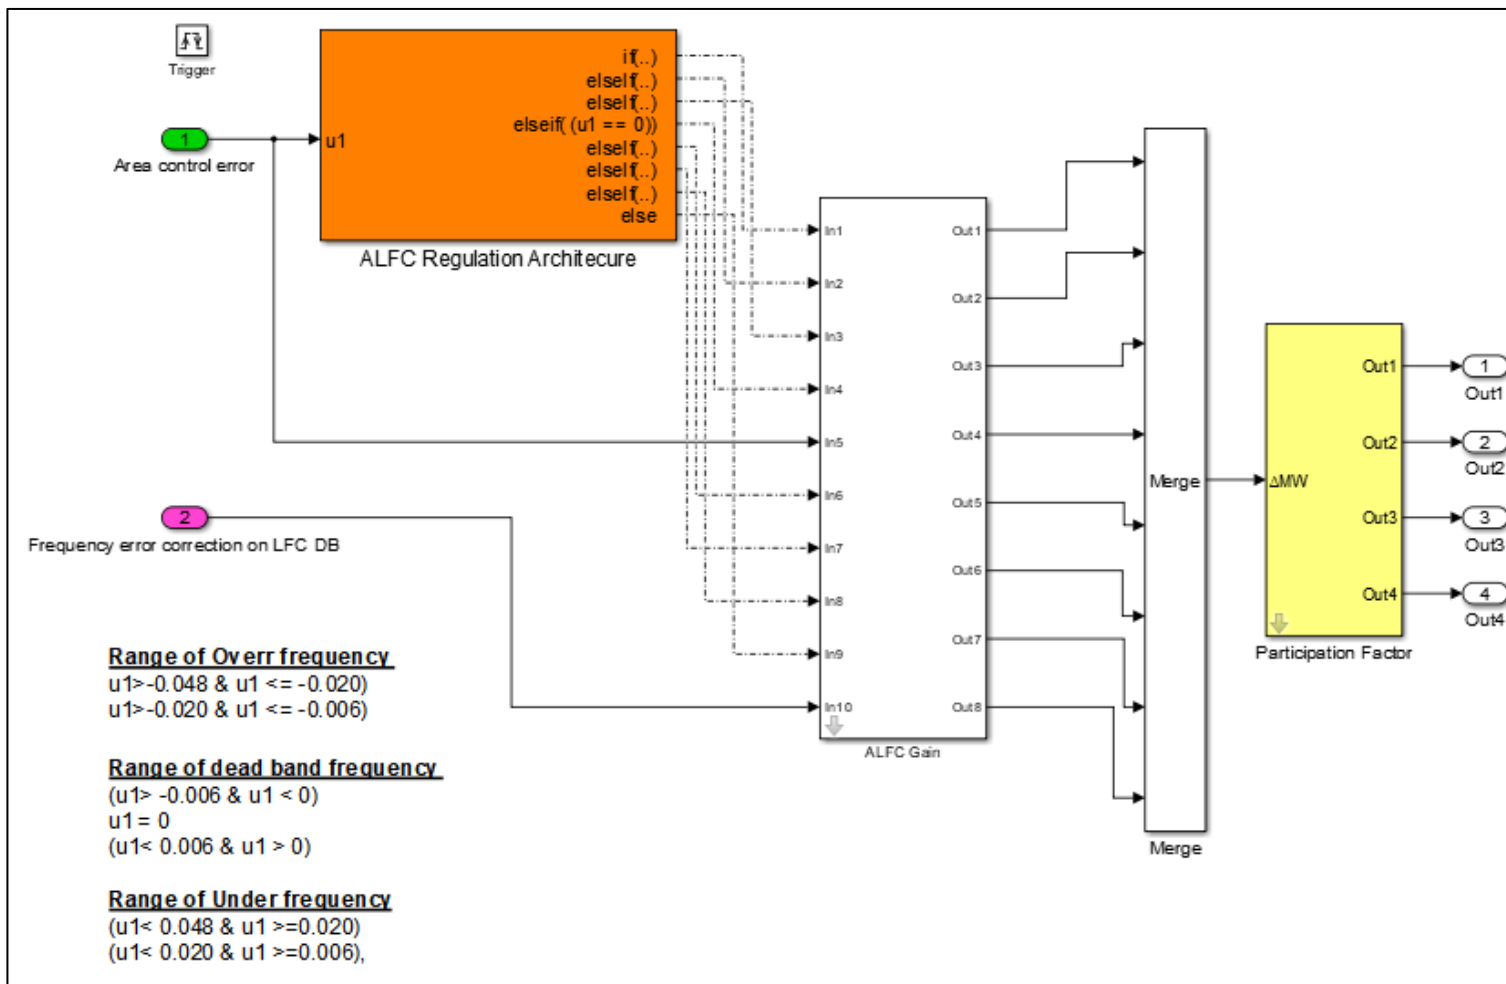 Trigger
1
Area control error
u1
if(..)
elseif(..)
elseif(..)
elseif( (u1 == 0))
elseif(..)
elseif(..)
elseif(..)
else
ALFC Regulation Architecure
2
Frequency error correction on LFC DB
In1
In2
In3
In4
In5
In6
In7
In8
In9
In10
Out1
Out2
Out3
Out4
Out5
Out6
Out7
Out8
ALFC Gain
Merge
Merge
ΔMW
Out1
Out2
Out3
Out4
Participation Factor
1
Out1
2
Out2
3
Out3
4
Out4
Range of Overr frequency
u1>-0.048 & u1 <= -0.020)
u1>-0.020 & u1 <= -0.006)
Range of dead band frequency
(u1> -0.006 & u1 < 0)
u1 = 0
(u1< 0.006 & u1 > 0)
Range of Under frequency
(u1< 0.048 & u1 >=0.020)
(u1< 0.020 & u1 >=0.006),